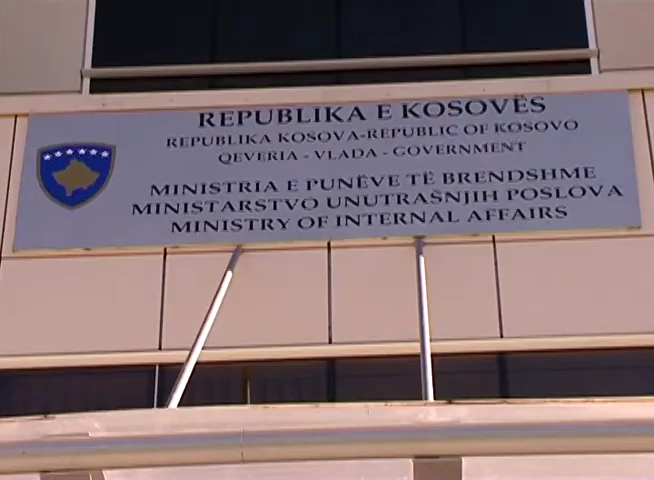 REPUBLIKA E KOSOVËS
REPUBLIKA KOSOVA-REPUBLIC OF KOSOVO
QEVERIA - VLADA - GOVERNMENT
MINISTRIA E PUNËVE TË BRENDSHME
MINISTARSTVO UNUTRAŠNJIH POSLOVA
MINISTRY OF INTERNAL AFFAIRS